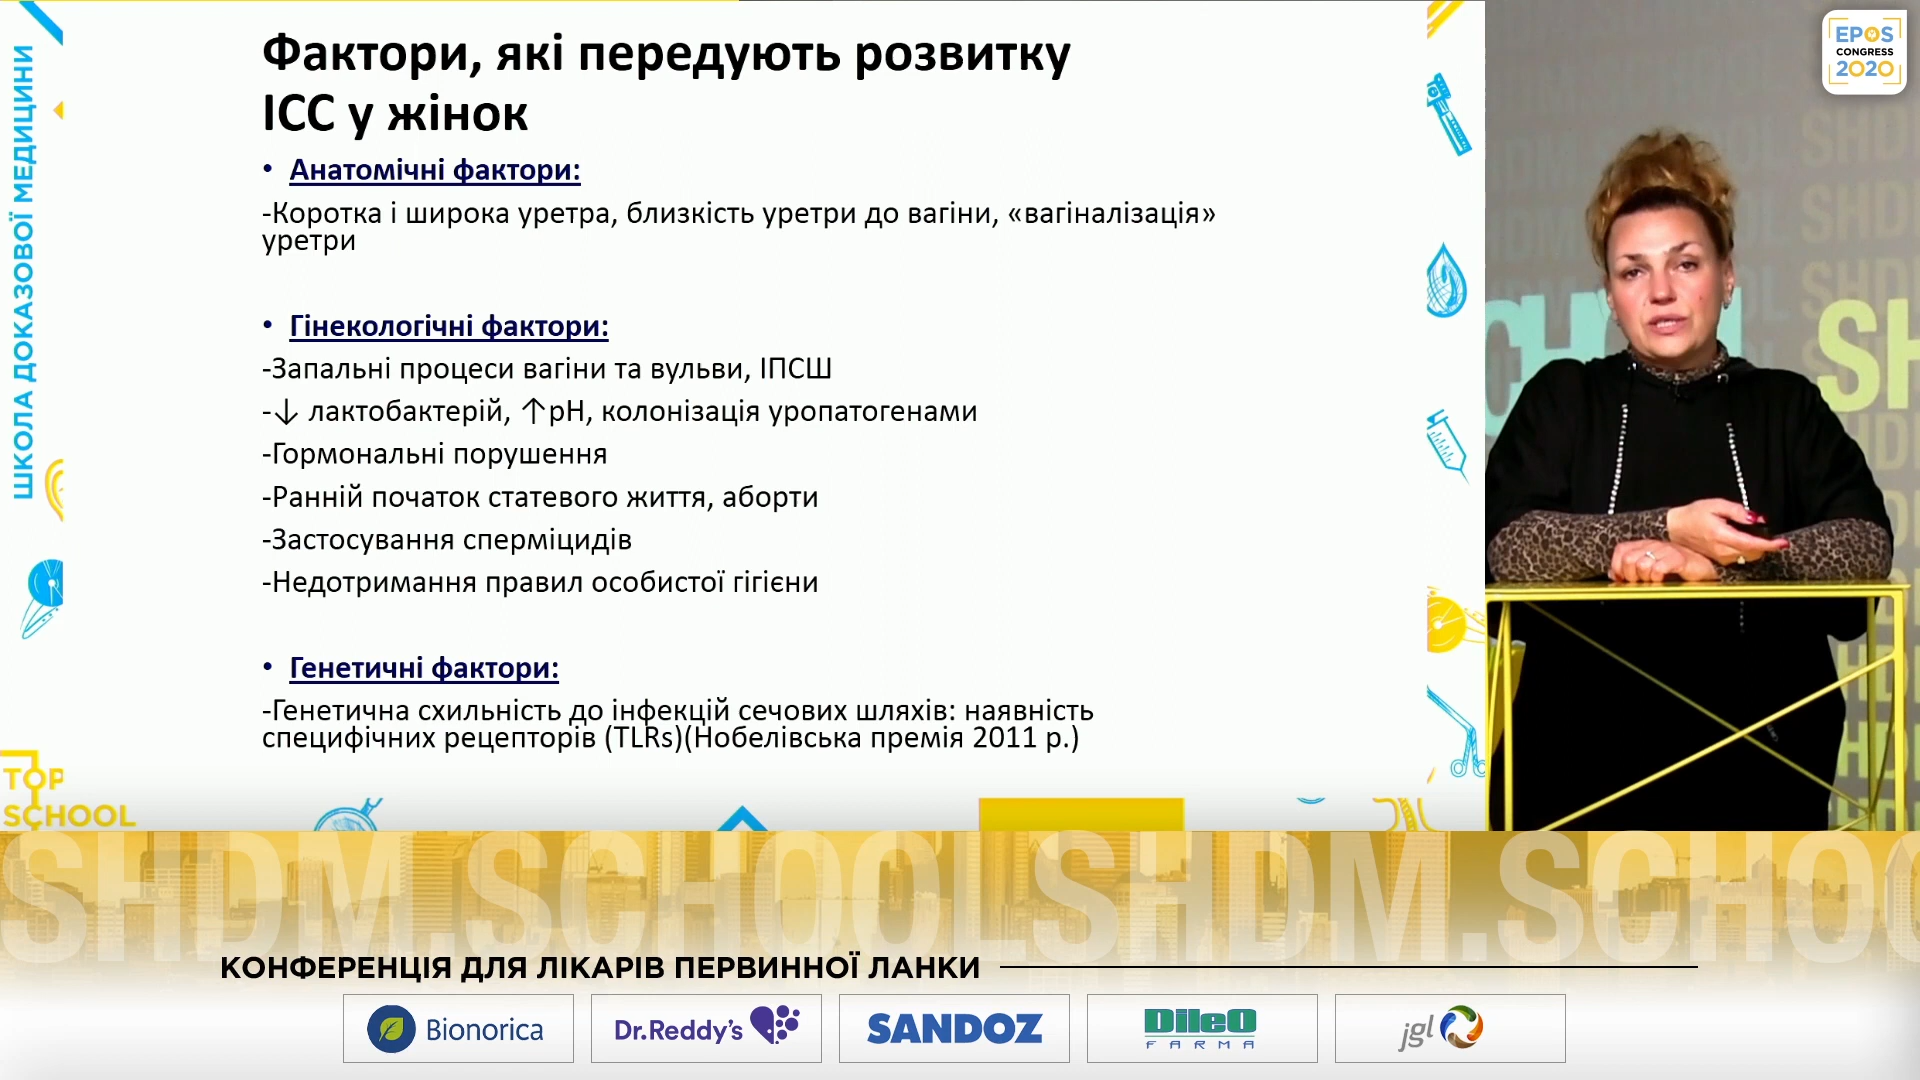 Фактори, які передують розвитку
ІСС у жінок
• Анатомічні фактори:
-Коротка і широка уретра, близкість уретри до вагіни, «вагіналізація»
уретри
• Гінекологічні фактори:
-Запальні процеси вагіни та вульви, ІПСШ
-↓ лактобактерій, ↑pH, колонізація уропатогенами
-Гормональні порушення
-Ранній початок статевого життя, аборти
-Застосування сперміцидів
-Недотримання правил особистої гігієни
• Генетичні фактори:
-Генетична схильність до інфекцій сечових шляхів: наявність
специфічних рецепторів (TLRs)(Нобелівська премія 2011 р.)
ШКОЛА ДОКАЗОВОЇ МЕДИЦИНИ
TOP
SCHOOL
EPOS
CONGRESS
2020
SHDM.SCHOOL SHDM.SCHOO
КОНФЕРЕНЦІЯ ДЛЯ ЛІКАРІВ ПЕРВИННОЇ ЛАНКИ
Bionorica
Dr.Reddy's
SANDOZ
DileO
FARMA
jgl